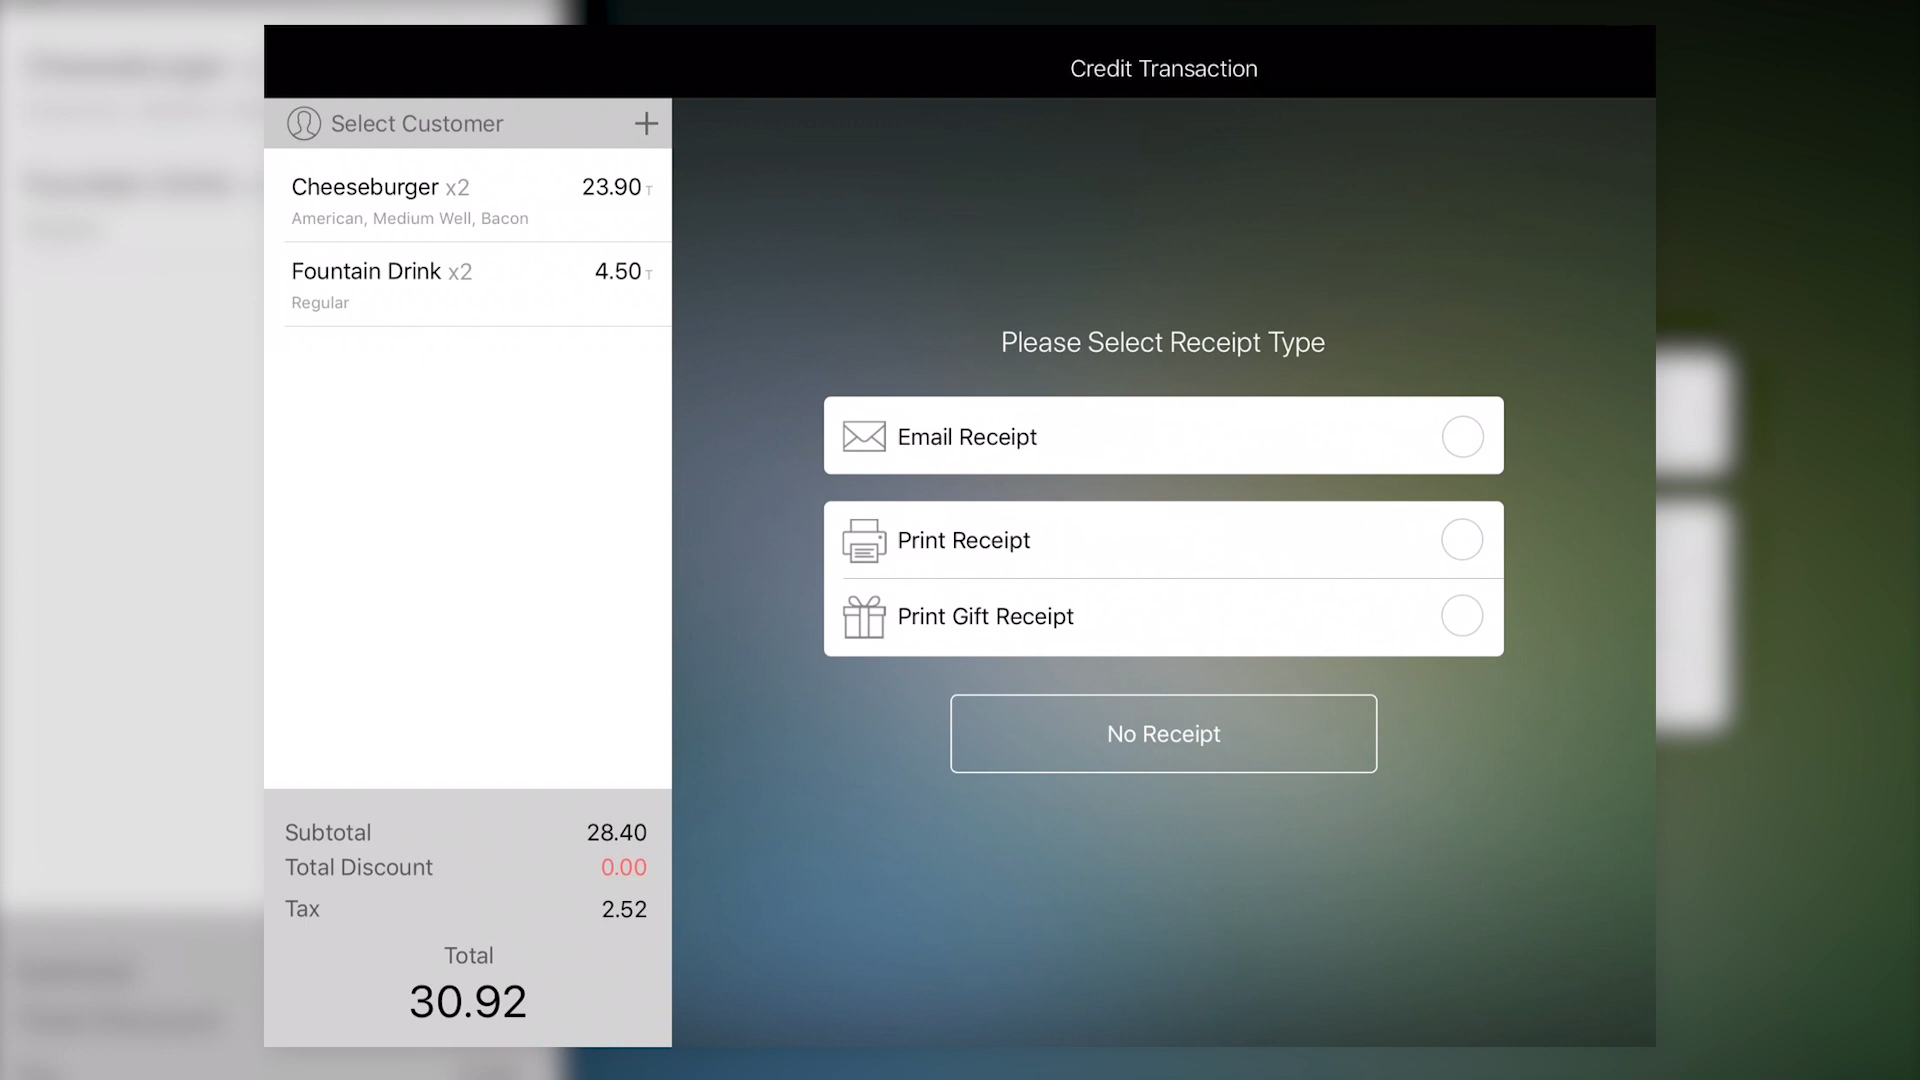 Credit Transaction
Select Customer
Cheeseburger x2 23.90 T
American, Medium Well, Bacon
Fountain Drink x2 4.50 T
Regular
Subtotal 28.40
Total Discount 0.00
Tax 2.52
Total
30.92
Please Select Receipt Type
Email Receipt
Print Receipt
Print Gift Receipt
No Receipt